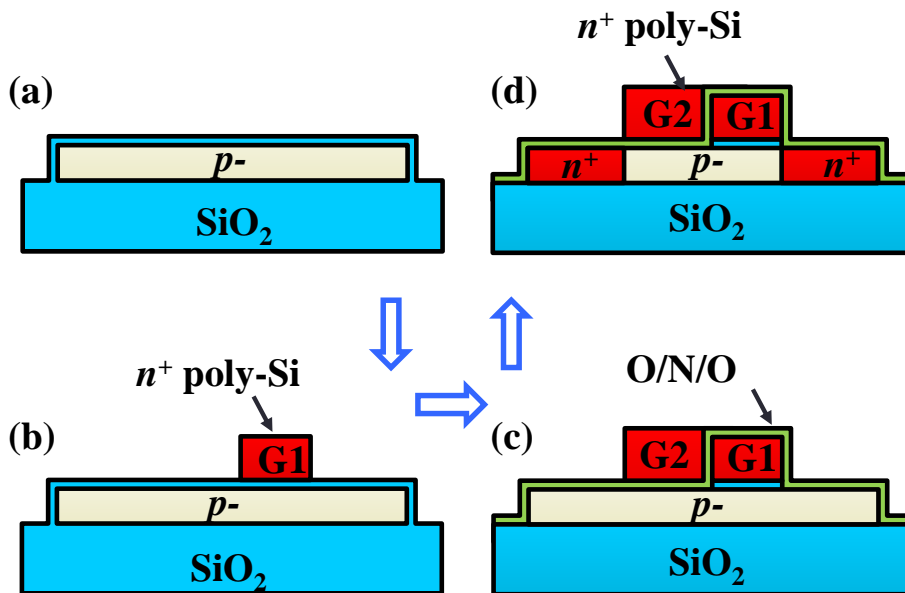 (a)
p-
SiO₂
n⁺ poly-Si
(d)
G2 G1
n⁺ p- n⁺
SiO₂
n⁺ poly-Si
(b)
G1
p-
SiO₂
O/N/O
(c)
G2 G1
p-
SiO₂